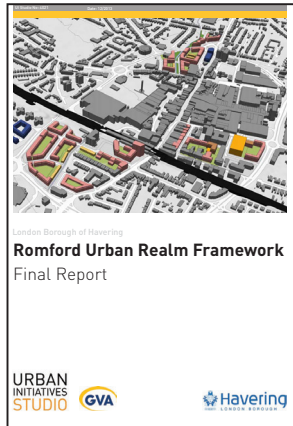 London Borough of Havering
Romford Urban Realm Framework
Final Report
URBAN
INITIATIVES
STUDIO
GVA
Havering
LONDON BOROUGH